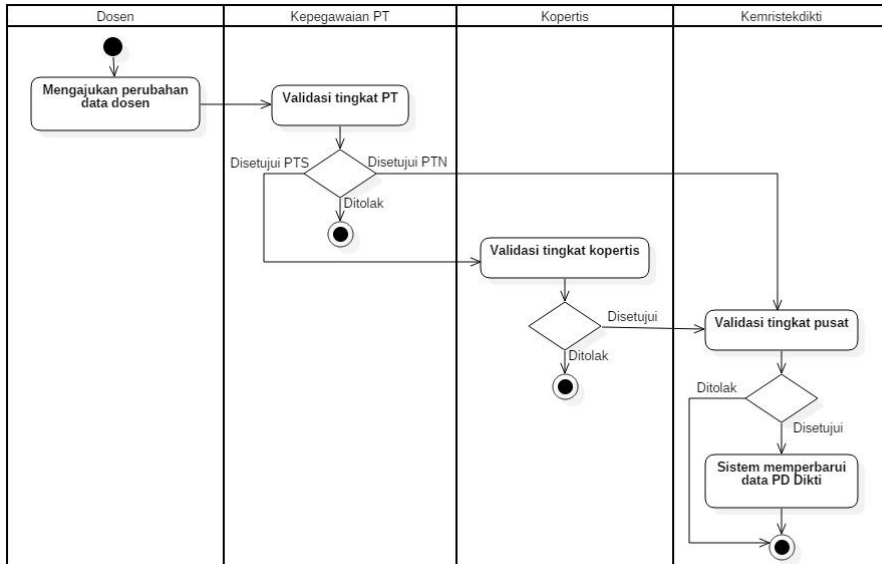 Dosen
Kepegawaian PT
Kopertis
Kemristekdikti
Mengajukan perubahan
data dosen
Validasi tingkat PT
Disetujui PTS
Disetujui PTN
Ditolak
Validasi tingkat kopertis
Disetujui
Ditolak
Validasi tingkat pusat
Ditolak
Disetujui
Sistem memperbarui
data PD Dikti